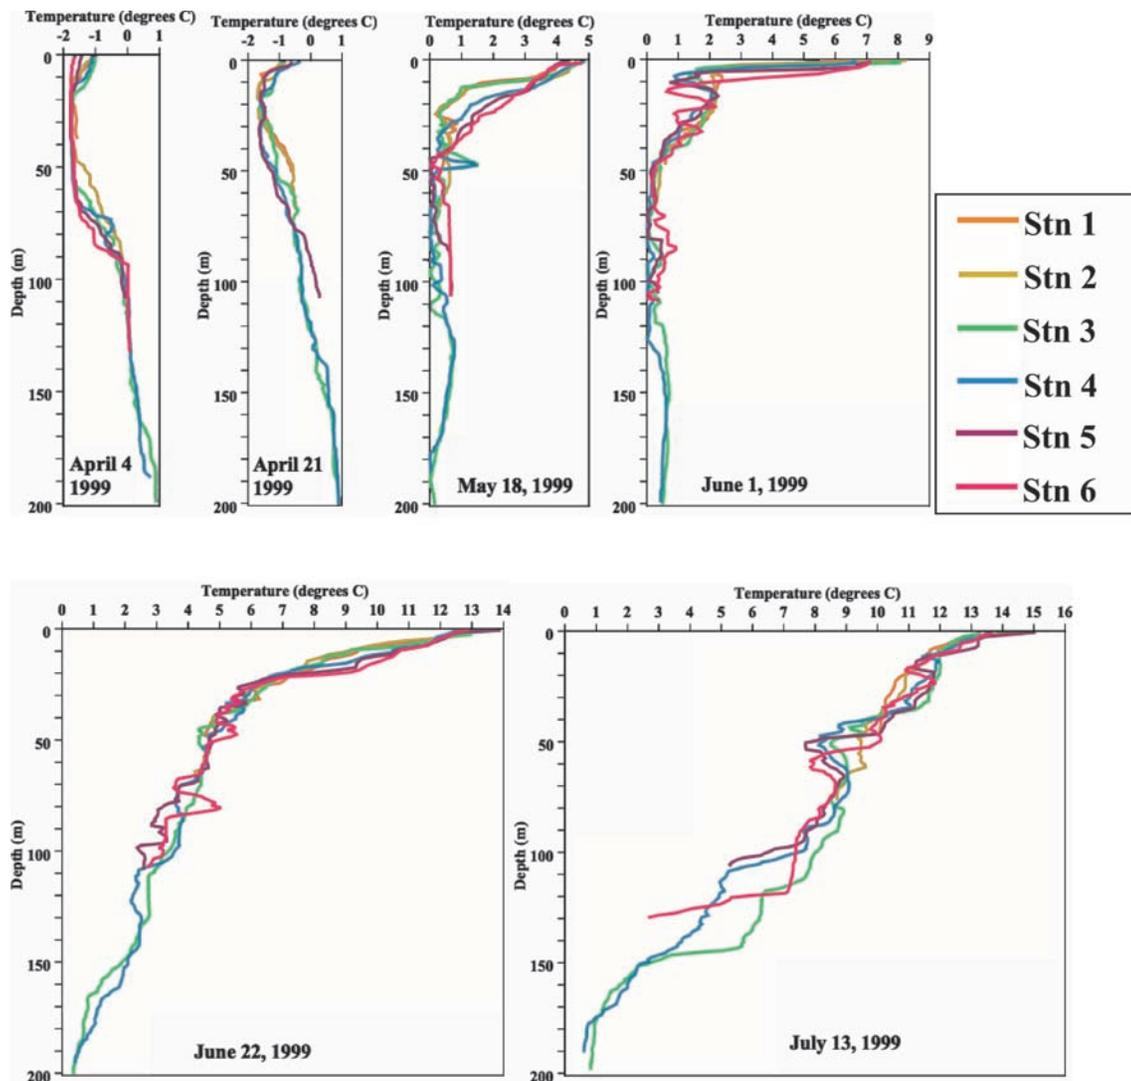 Temperature (degrees C)
-2 -1 0 1
0
50
100
150
200
Depth (m)
April 4
1999
Temperature (degrees C)
-2 -1 0 1
0
50
100
150
200
Depth (m)
April 21
1999
Temperature (degrees C)
0 1 2 3 4 5
0
50
100
150
200
Depth (m)
May 18, 1999
Temperature (degrees C)
0 1 2 3 4 5 6 7 8 9
0
50
100
150
200
Depth (m)
June 1, 1999
Stn 1
Stn 2
Stn 3
Stn 4
Stn 5
Stn 6
Temperature (degrees C)
0 1 2 3 4 5 6 7 8 9 10 11 12 13 14
0
50
100
150
200
Depth (m)
June 22, 1999
Temperature (degrees C)
0 1 2 3 4 5 6 7 8 9 10 11 12 13 14 15 16
0
50
100
150
200
Depth (m)
July 13, 1999